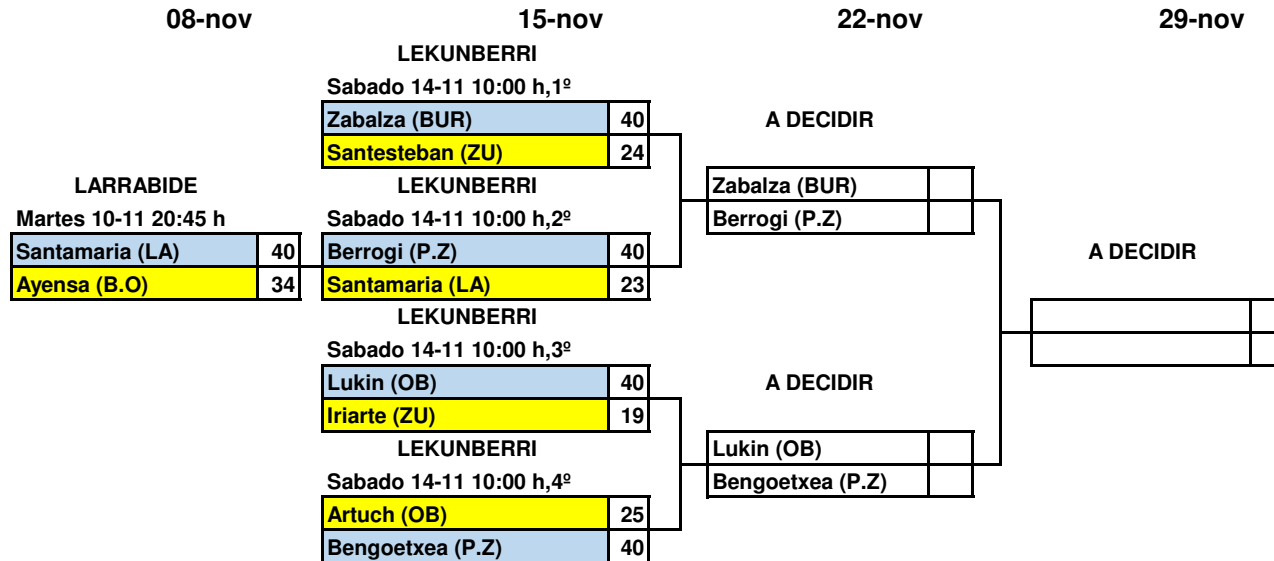 08-nov 15-nov 22-nov 29-nov
LEKUNBERRI
Sabado 14-11 10:00 h,1º
Zabalza (BUR) 40 A DECIDIR
Santesteban (ZU) 24
LARRABIDE LEKUNBERRI Zabalza (BUR)
Martes 10-11 20:45 h Sabado 14-11 10:00 h,2º Berrogi (P.Z)
Santamaria (LA) 40 Berrogi (P.Z) 40 A DECIDIR
Ayensa (B.O) 34 Santamaria (LA) 23
LEKUNBERRI
Sabado 14-11 10:00 h,3º
Lukin (OB) 40 A DECIDIR
Iriarte (ZU) 19
LEKUNBERRI Lukin (OB)
Sabado 14-11 10:00 h,4º Bengoetxea (P.Z)
Artuch (OB) 25
Bengoetxea (P.Z) 40